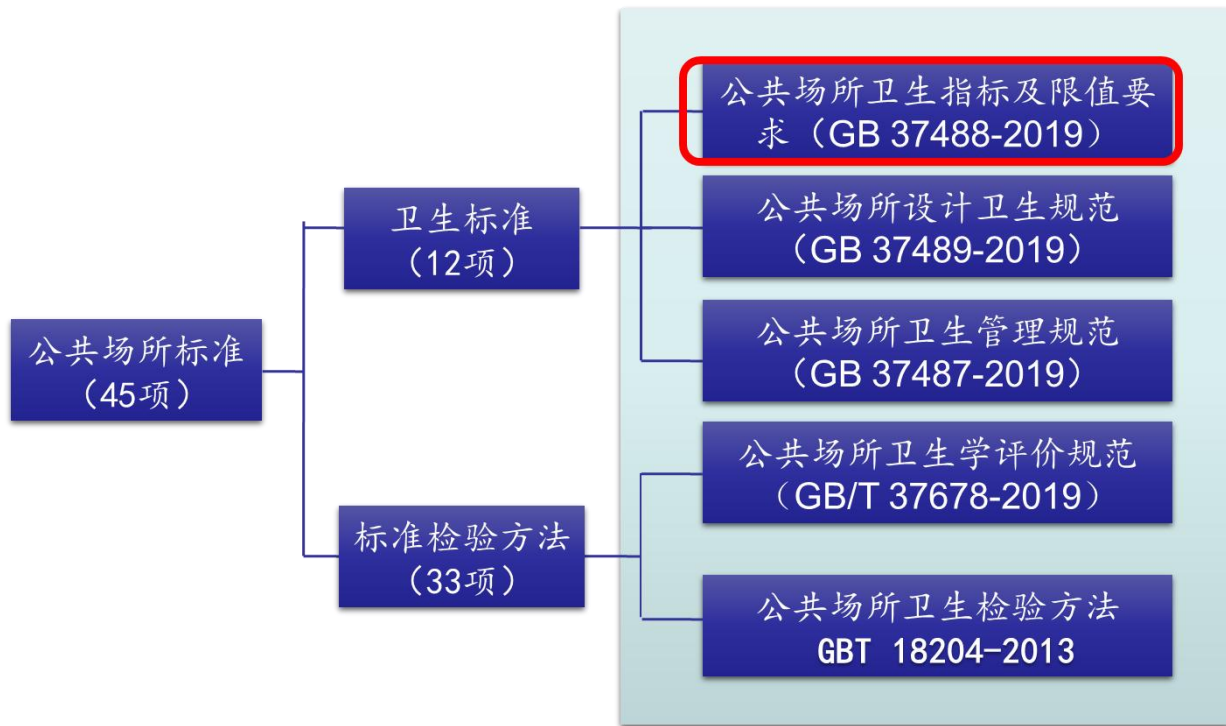 公共场所标准
（45项）
卫生标准
（12项）
标准检验方法
（33项）
公共场所卫生指标及限值要
求（GB 37488-2019）
公共场所设计卫生规范
（GB 37489-2019）
公共场所卫生管理规范
（GB 37487-2019）
公共场所卫生学评价规范
（GB/T 37678-2019）
公共场所卫生检验方法
GBT 18204-2013